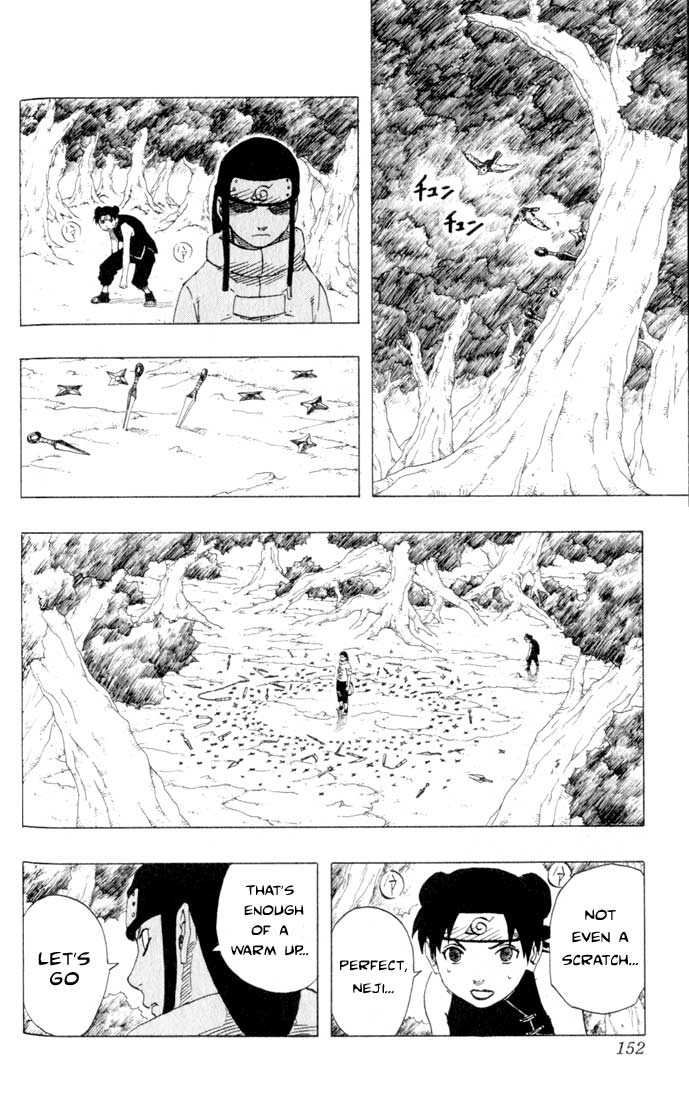 チュン
チュン
NOT
EVEN A
SCRATCH...
PERFECT,
NEJI...
THAT'S
ENOUGH
OF A
WARM UP...
LET'S
GO
152